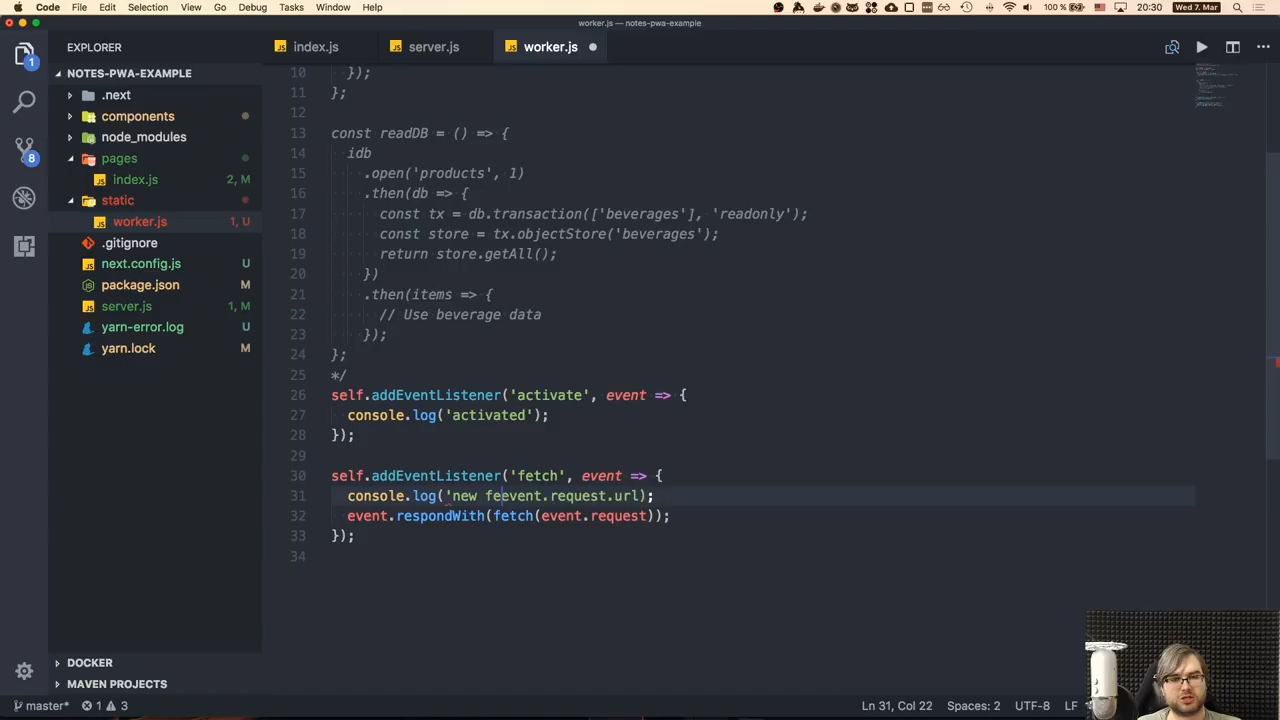 Code File Edit Selection View Go Debug Tasks Window Help 100 % 20:30 Wed 7. Mar
worker.js — notes-pwa-example
EXPLORER
index.js
server.js
worker.js
NOTES-PWA-EXAMPLE
.next
components
node_modules
pages
index.js 2, M
static
worker.js 1, U
.gitignore
next.config.js U
package.json M
server.js 1, M
yarn-error.log U
yarn.lock M
DOCKER
MAVEN PROJECTS
1
8
10 });
11 };
12
13 const readDB = () => {
14 idb
15 .open('products', 1)
16 .then(db => {
17 const tx = db.transaction(['beverages'], 'readonly');
18 const store = tx.objectStore('beverages');
19 return store.getAll();
20 })
21 .then(items => {
22 // Use beverage data
23 });
24 };
25 */
26 self.addEventListener('activate', event => {
27 console.log('activated');
28 });
29
30 self.addEventListener('fetch', event => {
31 console.log('new feevent.request.url);
32 event.respondWith(fetch(event.request));
33 });
34
master* 1 3
Ln 31, Col 22 Spaces: 2 UTF-8 LF